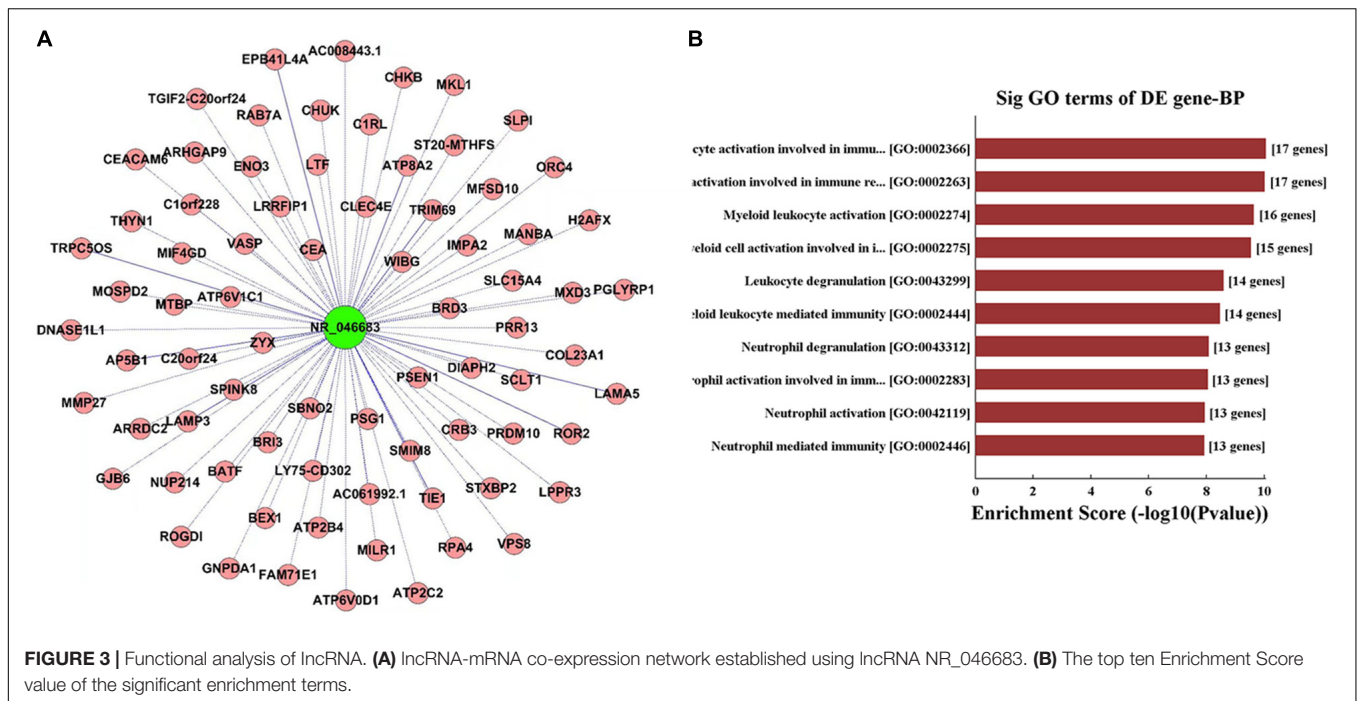 A
B
AC008443.1
EPB41L4A
CHKB
MKL1
TGIF2-C20orf24
RAB7A
CHUK
C1RL
SLPI
CEACAM6
ARHGAP9
ENO3
LTF
ATP8A2
ST20-MTHFS
ORC4
C1orf228
LRRFIP1
CLEC4E
TRIM69
MFSD10
THYN1
H2AFX
TRPC5OS
MIF4GD
VASP
CEA
WIBG
IMPA2
MANBA
MOSPD2
MTBP
ATP6V1C1
SLC15A4
BRD3
MXD3
PGLYRP1
DNASE1L1
NR_046683
PRR13
AP5B1
C20orf24
ZYX
COL23A1
DIAPH2
SCLT1
MMP27
SPINK8
PSEN1
LAMA5
ARRDC2
LAMP3
SBNO2
PSG1
CRB3
PRDM10
ROR2
BRI3
SMIM8
GJB6
NUP214
BATF
LY75-CD302
AC061992.1
TIE1
STXBP2
LPPR3
ROGDI
BEX1
ATP2B4
MILR1
RPA4
VPS8
GNPDA1
FAM71E1
ATP6V0D1
ATP2C2
Sig GO terms of DE gene-BP
cyte activation involved in immu... [GO:0002366] [17 genes]
activation involved in immune re... [GO:0002263] [17 genes]
Myeloid leukocyte activation [GO:0002274] [16 genes]
eloid cell activation involved in i... [GO:0002275] [15 genes]
Leukocyte degranulation [GO:0043299] [14 genes]
eloid leukocyte mediated immunity [GO:0002444] [14 genes]
Neutrophil degranulation [GO:0043312] [13 genes]
rophil activation involved in imm... [GO:0002283] [13 genes]
Neutrophil activation [GO:0042119] [13 genes]
Neutrophil mediated immunity [GO:0002446] [13 genes]
0 2 4 6 8 10
Enrichment Score (-log10(Pvalue))
FIGURE 3 | Functional analysis of lncRNA. (A) lncRNA-mRNA co-expression network established using lncRNA NR_046683. (B) The top ten Enrichment Score
value of the significant enrichment terms.